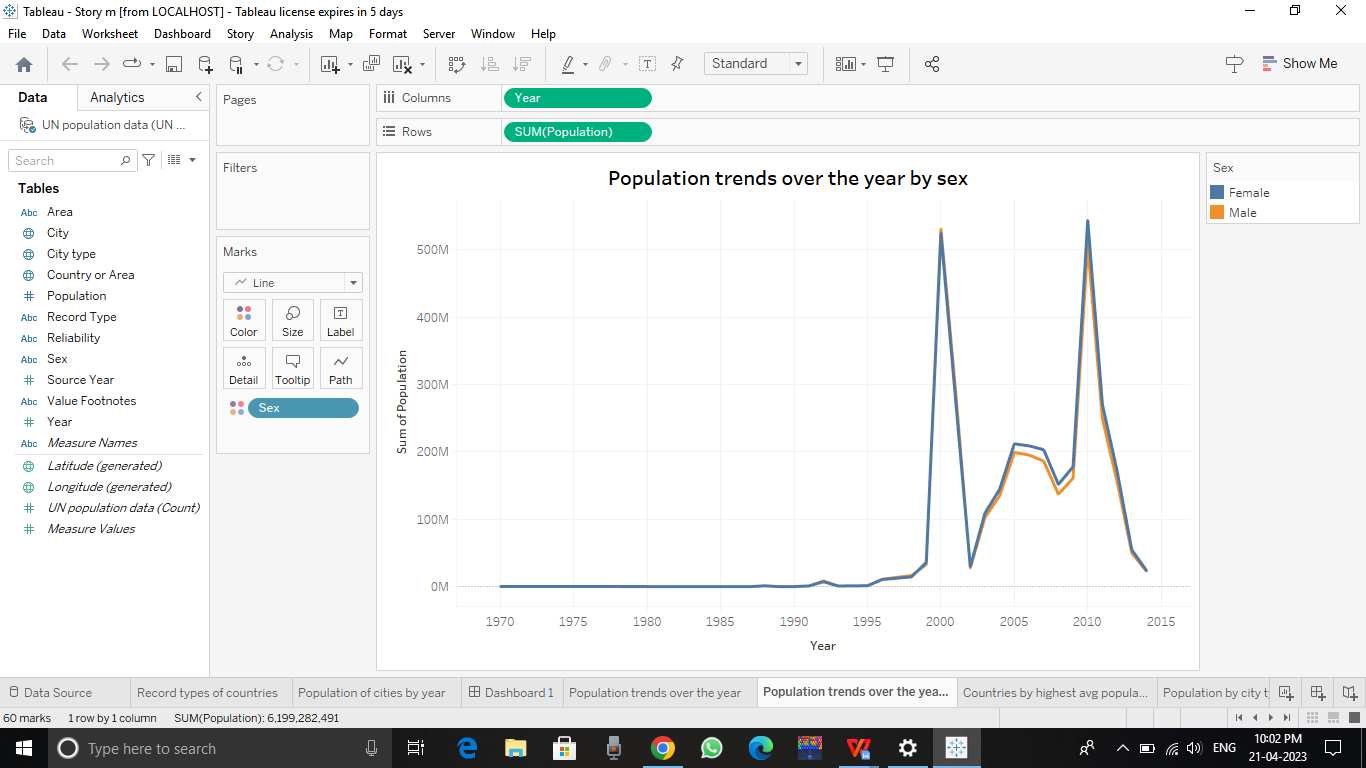 Tableau - Story m [from LOCALHOST] - Tableau license expires in 5 days
File Data Worksheet Dashboard Story Analysis Map Format Server Window Help
Standard
Show Me
Data Analytics
UN population data (UN ...
Search
Tables
Abc Area
City
City type
Country or Area
# Population
Abc Record Type
Abc Reliability
Abc Sex
# Source Year
Abc Value Footnotes
# Year
Abc Measure Names
Latitude (generated)
Longitude (generated)
# UN population data (Count)
# Measure Values
Pages
Filters
Marks
Line
Color Size Label
Detail Tooltip Path
Sex
Columns Year
Rows SUM(Population)
Population trends over the year by sex
Sum of Population
500M
400M
300M
200M
100M
0M
1970 1975 1980 1985 1990 1995 2000 2005 2010 2015
Year
Sex
Female
Male
Data Source Record types of countries Population of cities by year Dashboard 1 Population trends over the year Population trends over the yea... Countries by highest avg popula... Population by city t
60 marks 1 row by 1 column SUM(Population): 6,199,282,491
Type here to search
ENG
10:02 PM
21-04-2023